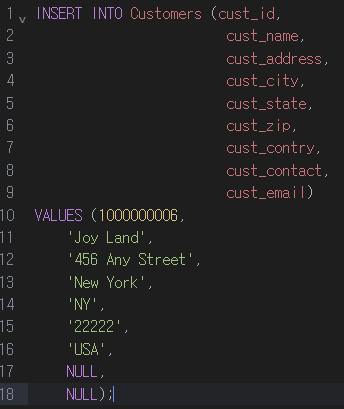 1 INSERT INTO Customers (cust_id,
2 cust_name,
3 cust_address,
4 cust_city,
5 cust_state,
6 cust_zip,
7 cust_contry,
8 cust_contact,
9 cust_email)
10 VALUES (1000000006,
11 'Joy Land',
12 '456 Any Street',
13 'New York',
14 'NY',
15 '22222',
16 'USA',
17 NULL,
18 NULL);